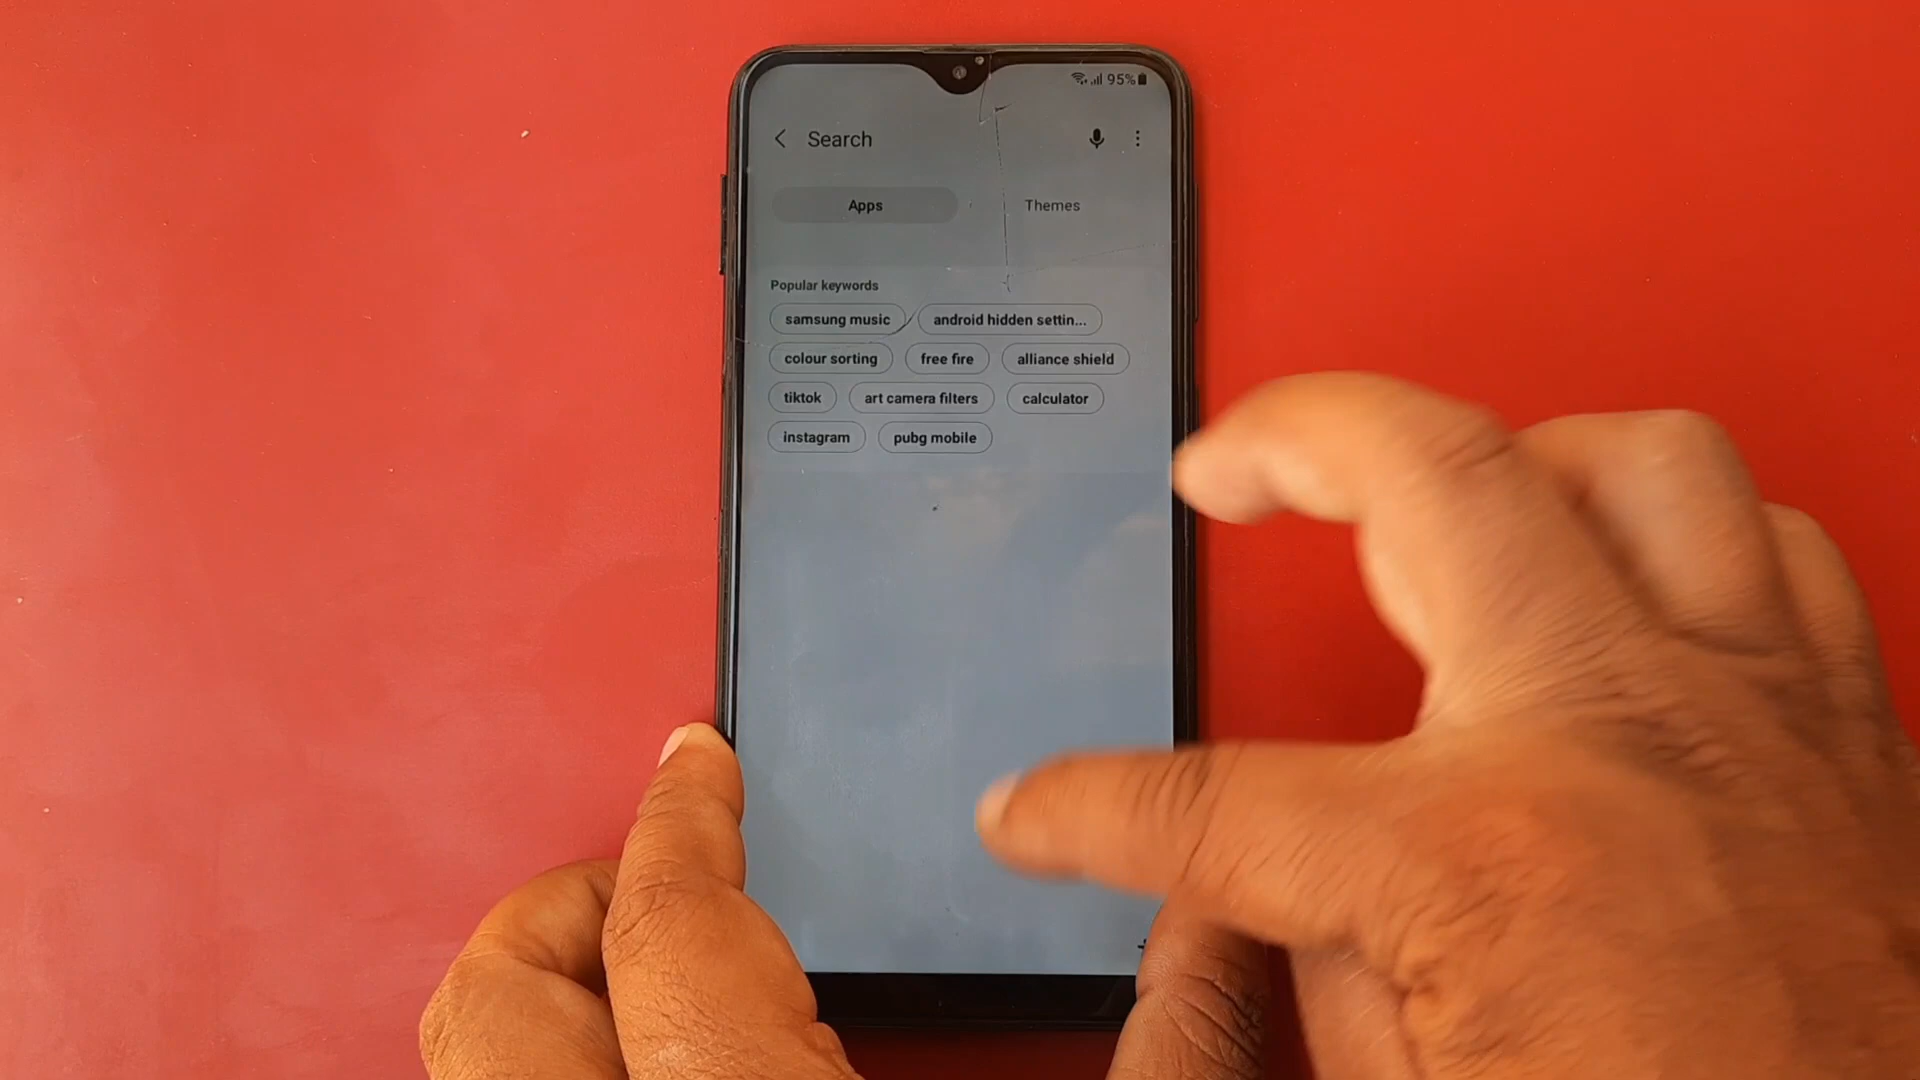 95%
Search
Apps Themes
Popular keywords
samsung music android hidden settin...
colour sorting free fire alliance shield
tiktok art camera filters calculator
instagram pubg mobile